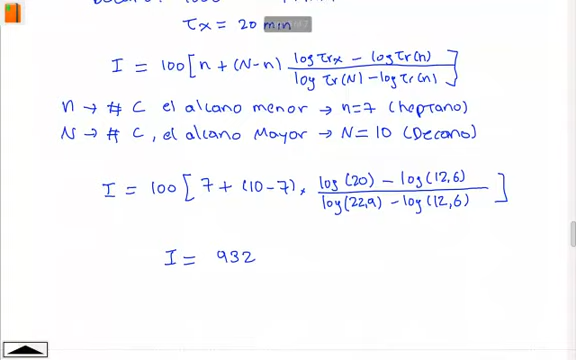 τx = 20 min
I = 100[n + (N-n) (log τrx - log τr(n)) / (log τr(N) - log τr(n))]
n → # C el alcano menor → n=7 (heptano)
N → # C, el alcano Mayor → N=10 (Decano)
I = 100[7 + (10-7) * (log(20) - log(12,6)) / (log(22,9) - log(12,6))]
I = 932